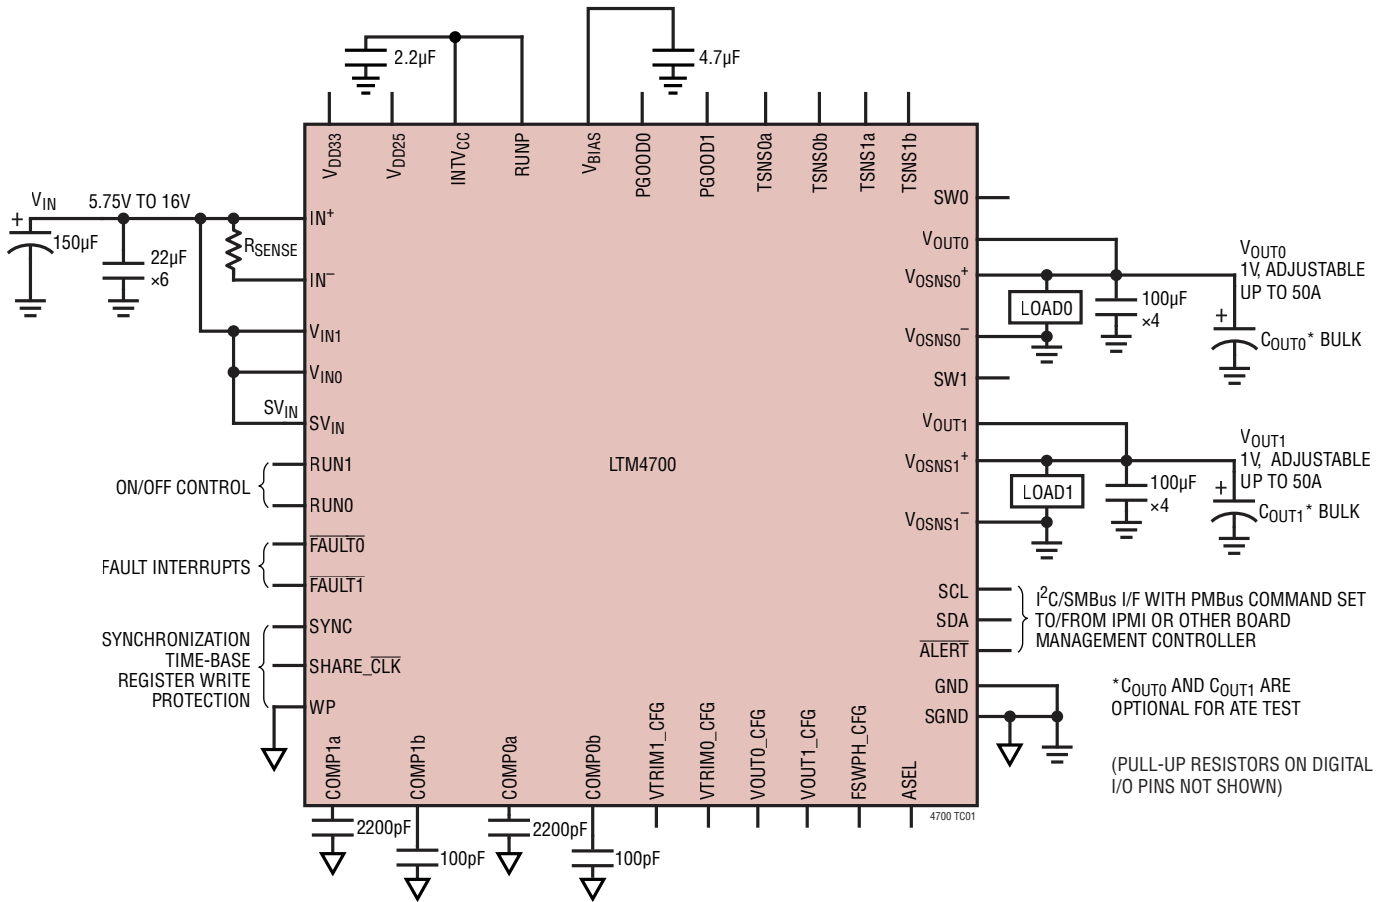 2.2µF
4.7µF
VDD33
VDD25
INTVCC
RUNP
VBIAS
PGOOD0
PGOOD1
TSNS0a
TSNS0b
TSNS1a
TSNS1b
VIN
5.75V TO 16V
+
150µF
22µF
×6
RSENSE
IN+
IN−
VIN1
VIN0
SVIN
SVIN
ON/OFF CONTROL
RUN1
RUN0
FAULT INTERRUPTS
FAULT0
FAULT1
SYNCHRONIZATION
TIME-BASE
REGISTER WRITE
PROTECTION
SYNC
SHARE_CLK
WP
LTM4700
SW0
VOUT0
VOSNS0+
VOSNS0−
SW1
VOUT1
VOSNS1+
VOSNS1−
SCL
SDA
ALERT
GND
SGND
LOAD0
100µF
×4
VOUT0
1V, ADJUSTABLE
UP TO 50A
+
COUT0* BULK
LOAD1
100µF
×4
VOUT1
1V, ADJUSTABLE
UP TO 50A
+
COUT1* BULK
I2C/SMBus I/F WITH PMBus COMMAND SET
TO/FROM IPMI OR OTHER BOARD
MANAGEMENT CONTROLLER
*COUT0 AND COUT1 ARE
OPTIONAL FOR ATE TEST
(PULL-UP RESISTORS ON DIGITAL
I/O PINS NOT SHOWN)
COMP1a
COMP1b
COMP0a
COMP0b
VTRIM1_CFG
VTRIM0_CFG
VOUT0_CFG
VOUT1_CFG
FSWPH_CFG
ASEL
4700 TC01
2200pF
100pF
2200pF
100pF